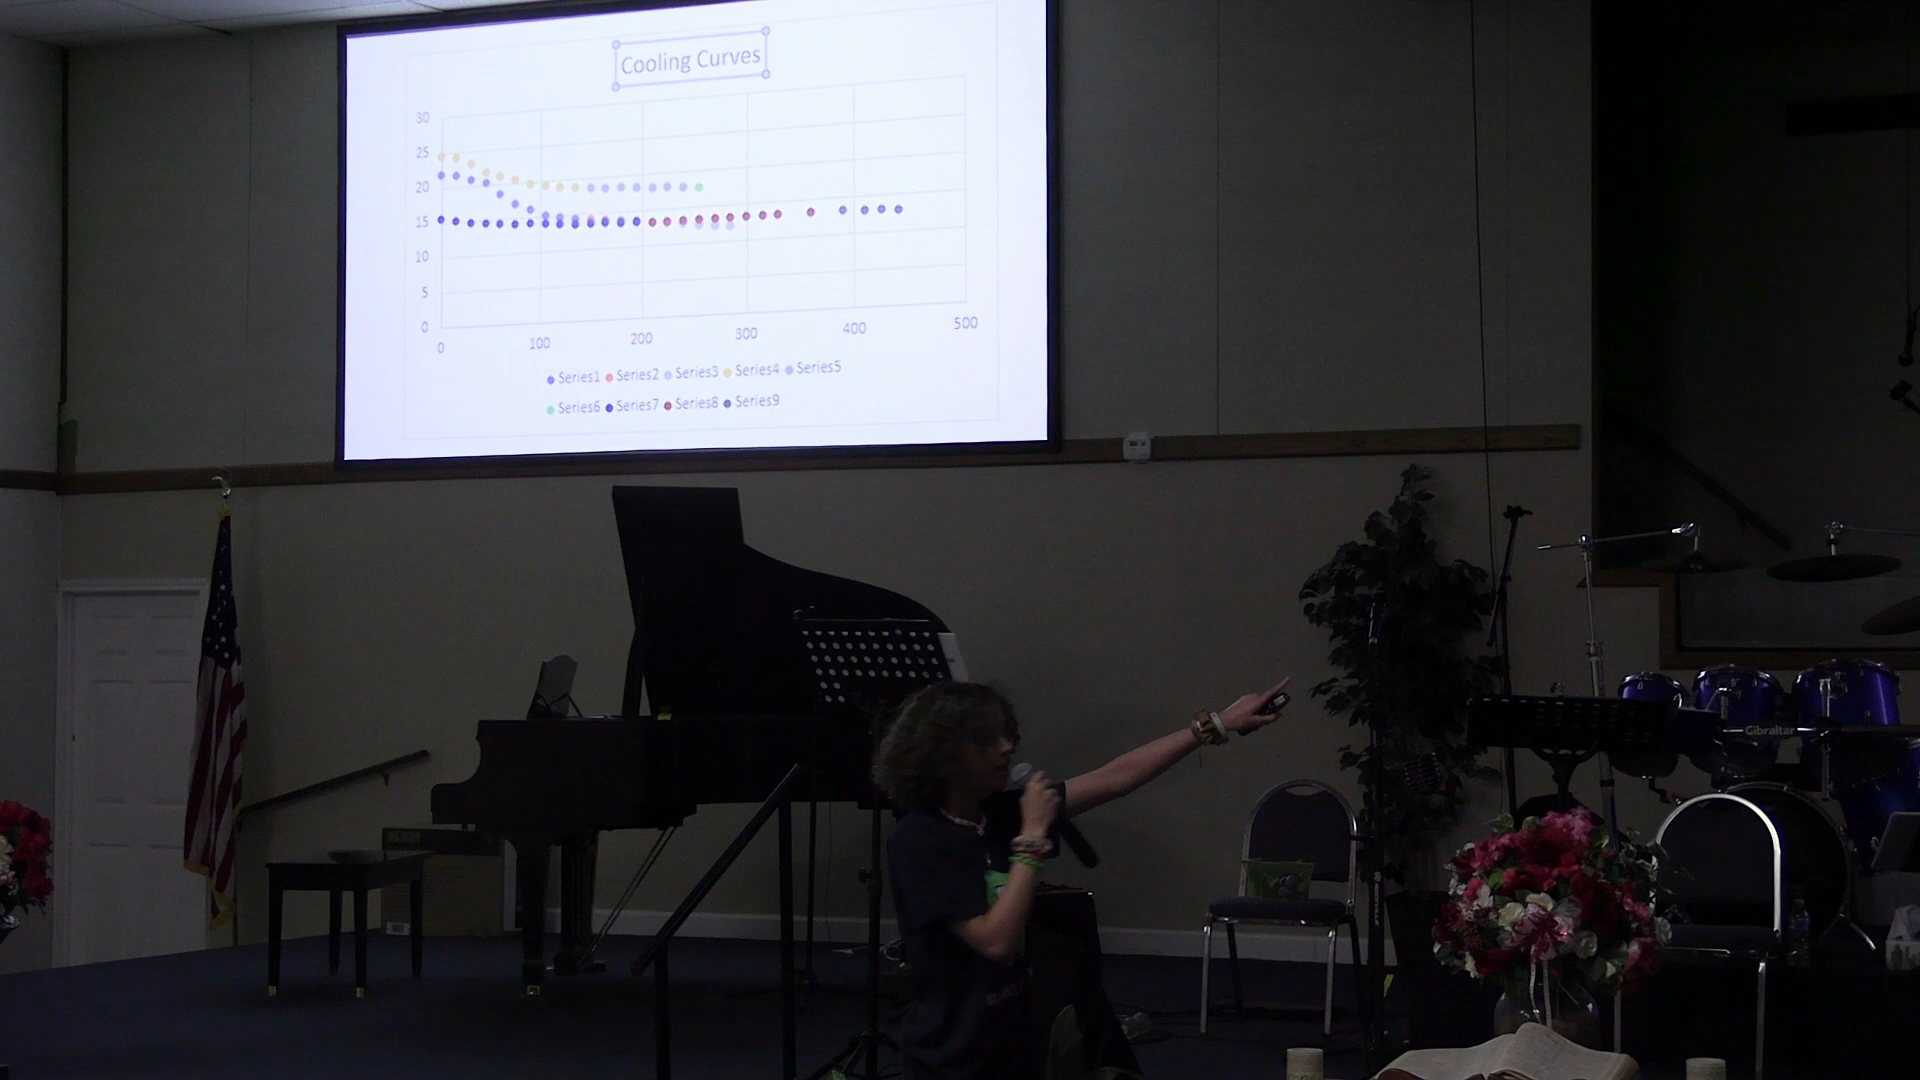 Cooling Curves
30
25
20
15
10
5
0
0 100 200 300 400 500
Series1 Series2 Series3 Series4 Series5
Series6 Series7 Series8 Series9
Gibraltar